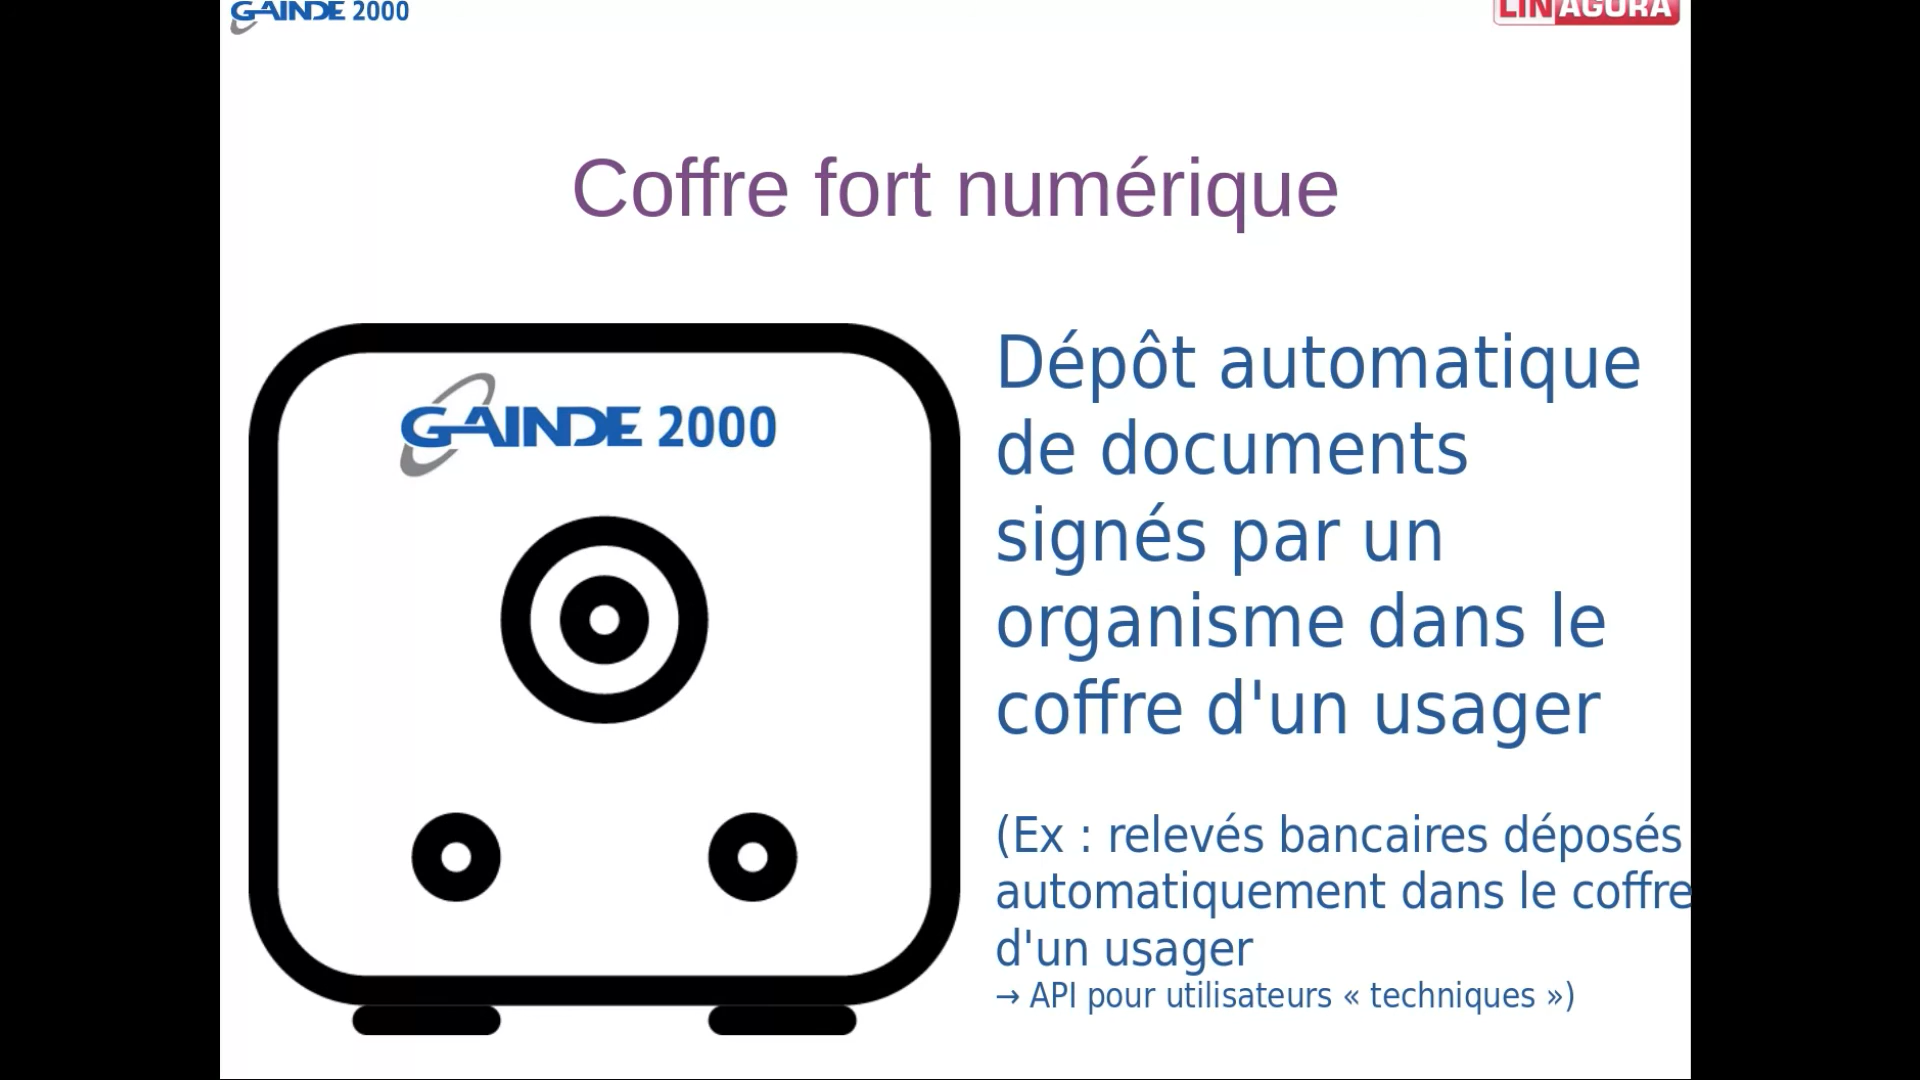 GAINDE 2000
LINAGORA
Coffre fort numérique
GAINDE 2000
Dépôt automatique
de documents
signés par un
organisme dans le
coffre d'un usager
(Ex : relevés bancaires déposés
automatiquement dans le coffre
d'un usager
→ API pour utilisateurs « techniques »)